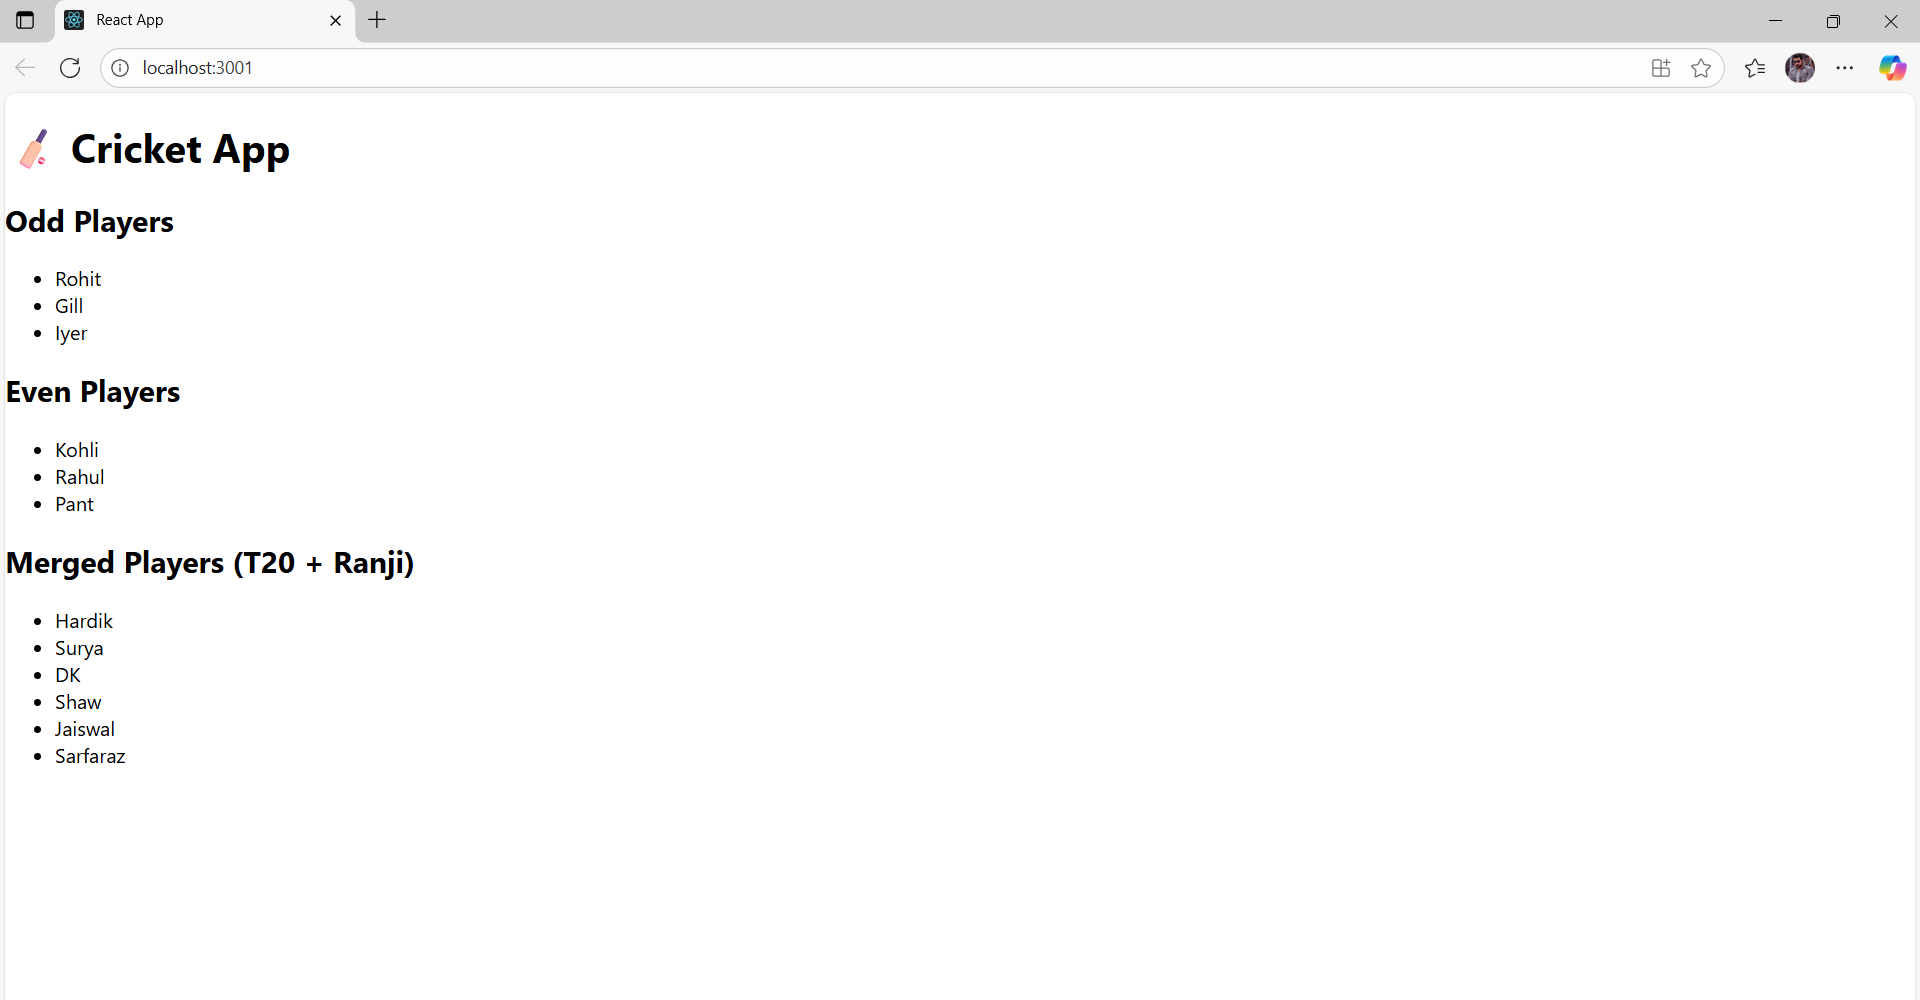 React App
localhost:3001
🏏 Cricket App
Odd Players
Rohit
Gill
Iyer
Even Players
Kohli
Rahul
Pant
Merged Players (T20 + Ranji)
Hardik
Surya
DK
Shaw
Jaiswal
Sarfaraz